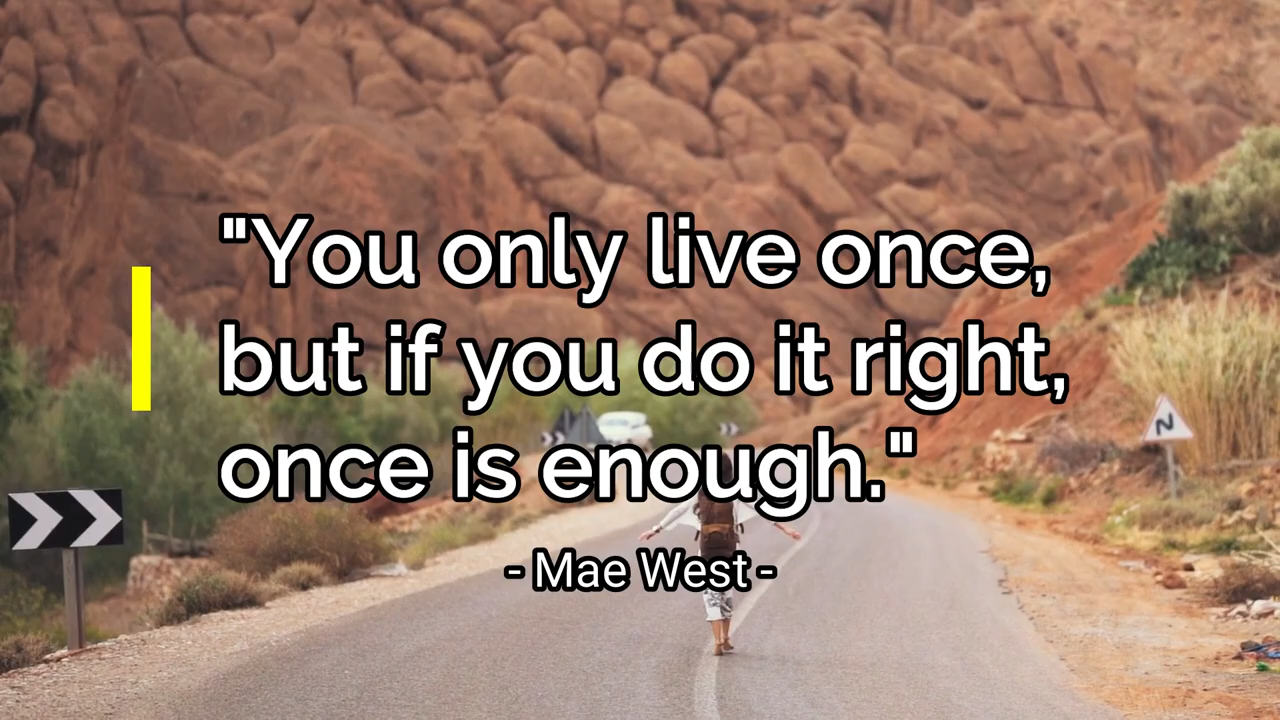 "You only live once,
but if you do it right,
once is enough."
- Mae West -